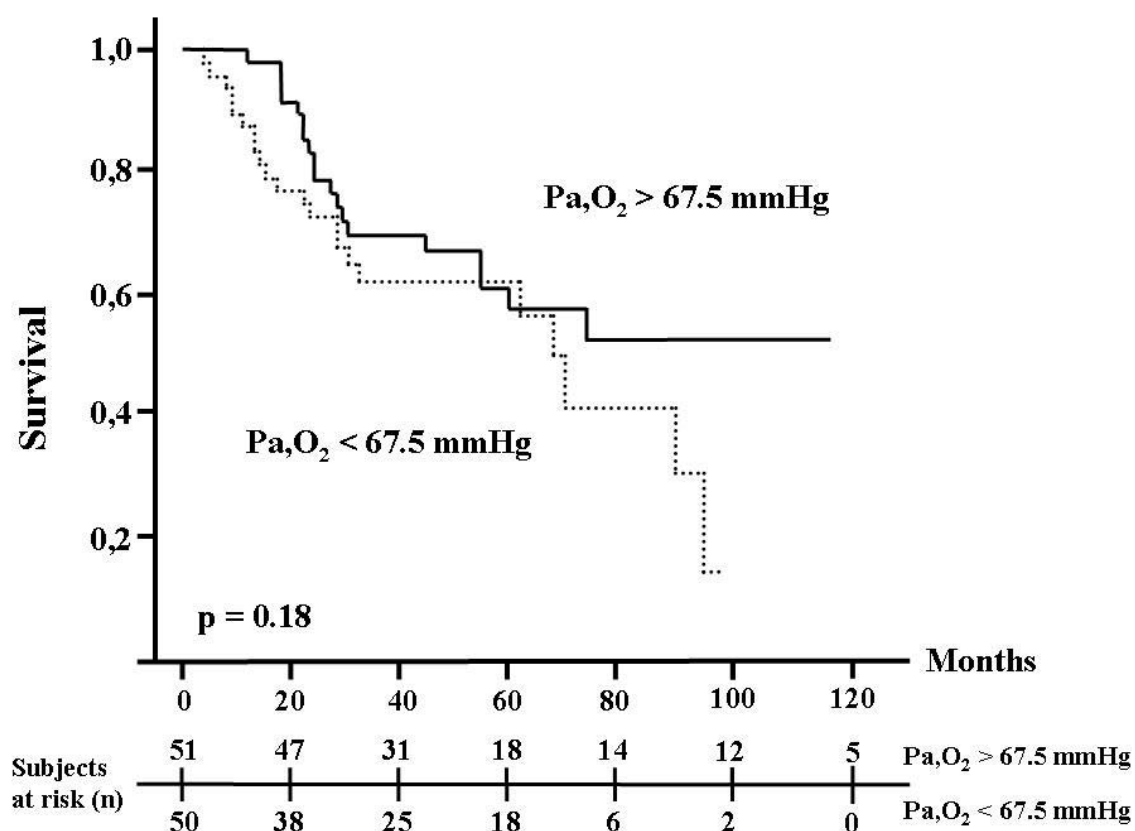 1,0
0,8
0,6
0,4
0,2
Survival
Pa,O₂ > 67.5 mmHg
Pa,O₂ < 67.5 mmHg
p = 0.18
Months
0 20 40 60 80 100 120
Subjects at risk (n)
51 47 31 18 14 12 5 Pa,O₂ > 67.5 mmHg
50 38 25 18 6 2 0 Pa,O₂ < 67.5 mmHg